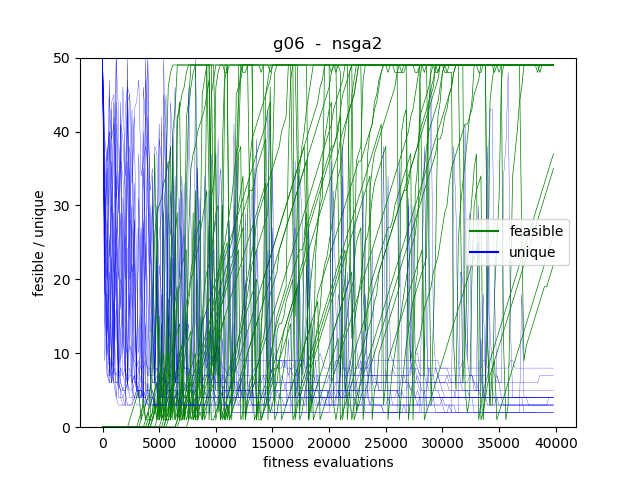 g06 - nsga2
50
40
30
20
10
0
fesible / unique
feasible
unique
0 5000 10000 15000 20000 25000 30000 35000 40000
fitness evaluations